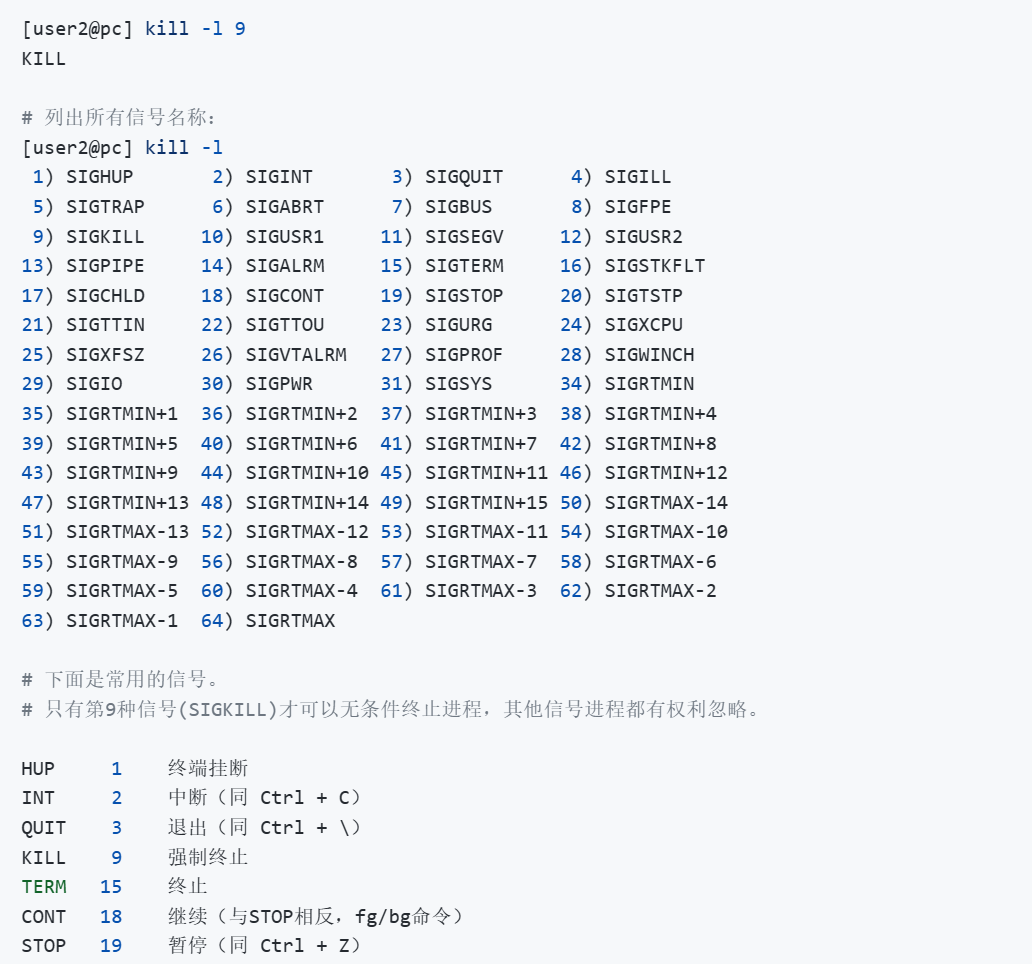 [user2@pc] kill -l 9
KILL
# 列出所有信号名称：
[user2@pc] kill -l
1) SIGHUP 2) SIGINT 3) SIGQUIT 4) SIGILL
5) SIGTRAP 6) SIGABRT 7) SIGBUS 8) SIGFPE
9) SIGKILL 10) SIGUSR1 11) SIGSEGV 12) SIGUSR2
13) SIGPIPE 14) SIGALRM 15) SIGTERM 16) SIGSTKFLT
17) SIGCHLD 18) SIGCONT 19) SIGSTOP 20) SIGTSTP
21) SIGTTIN 22) SIGTTOU 23) SIGURG 24) SIGXCPU
25) SIGXFSZ 26) SIGVTALRM 27) SIGPROF 28) SIGWINCH
29) SIGIO 30) SIGPWR 31) SIGSYS 34) SIGRTMIN
35) SIGRTMIN+1 36) SIGRTMIN+2 37) SIGRTMIN+3 38) SIGRTMIN+4
39) SIGRTMIN+5 40) SIGRTMIN+6 41) SIGRTMIN+7 42) SIGRTMIN+8
43) SIGRTMIN+9 44) SIGRTMIN+10 45) SIGRTMIN+11 46) SIGRTMIN+12
47) SIGRTMIN+13 48) SIGRTMIN+14 49) SIGRTMIN+15 50) SIGRTMAX-14
51) SIGRTMAX-13 52) SIGRTMAX-12 53) SIGRTMAX-11 54) SIGRTMAX-10
55) SIGRTMAX-9 56) SIGRTMAX-8 57) SIGRTMAX-7 58) SIGRTMAX-6
59) SIGRTMAX-5 60) SIGRTMAX-4 61) SIGRTMAX-3 62) SIGRTMAX-2
63) SIGRTMAX-1 64) SIGRTMAX
# 下面是常用的信号。
# 只有第9种信号(SIGKILL)才可以无条件终止进程，其他信号进程都有权利忽略。
HUP 1 终端挂断
INT 2 中断（同 Ctrl + C）
QUIT 3 退出（同 Ctrl + \）
KILL 9 强制终止
TERM 15 终止
CONT 18 继续（与STOP相反，fg/bg命令）
STOP 19 暂停（同 Ctrl + Z）